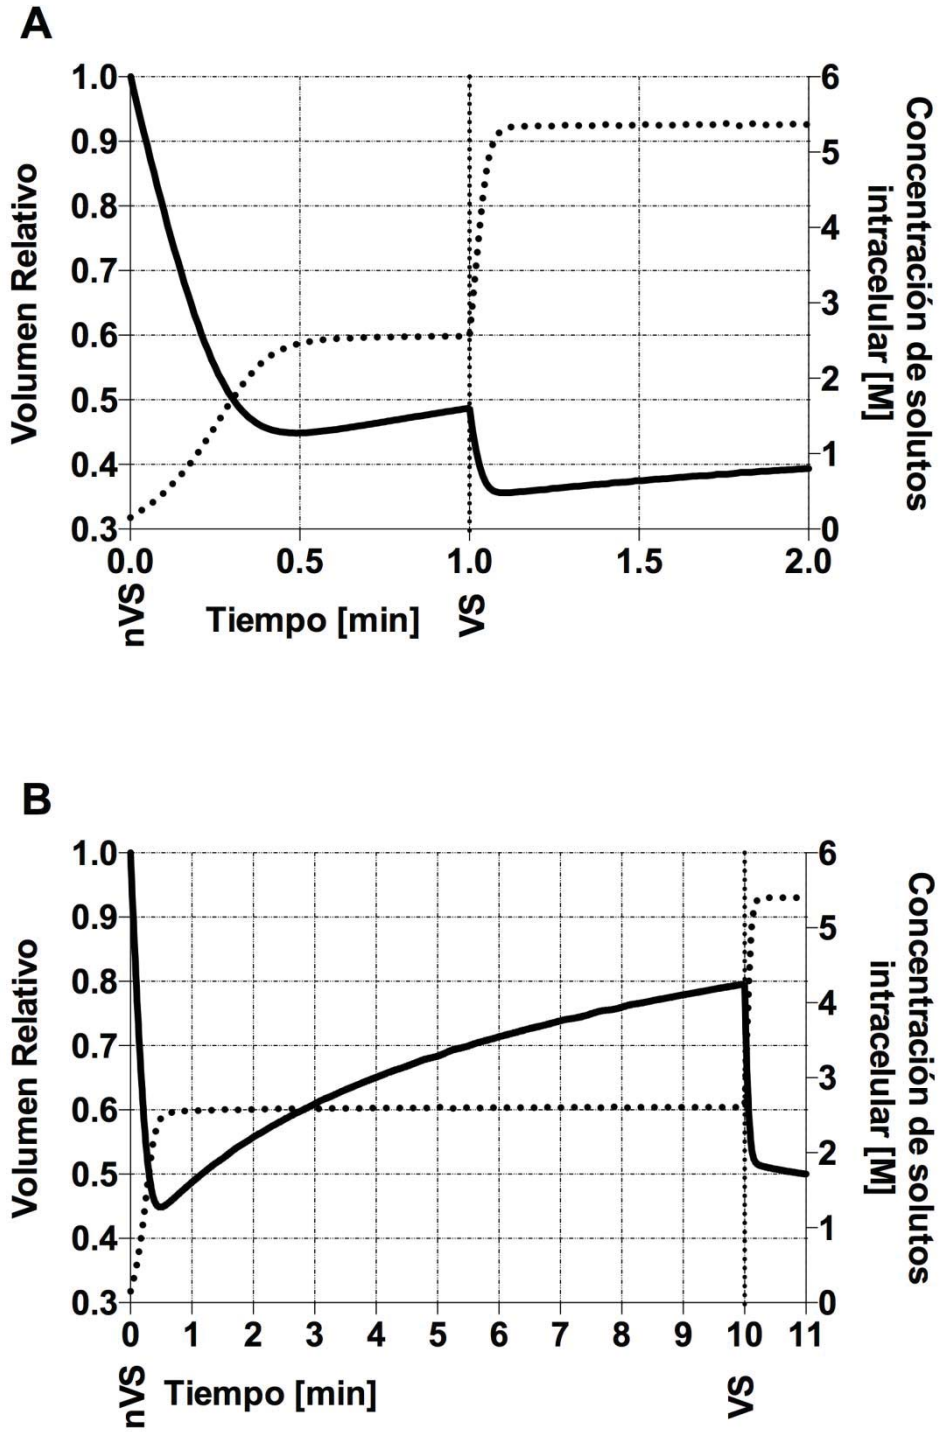 A
1.0
0.9
0.8
0.7
0.6
0.5
0.4
0.3
Volumen Relativo
6
5
4
3
2
1
0
Concentración de solutos
intracelular [M]
0.0 0.5 1.0 1.5 2.0
nVS Tiempo [min] VS
B
1.0
0.9
0.8
0.7
0.6
0.5
0.4
0.3
Volumen Relativo
6
5
4
3
2
1
0
Concentración de solutos
intracelular [M]
0 1 2 3 4 5 6 7 8 9 10 11
nVS Tiempo [min] VS